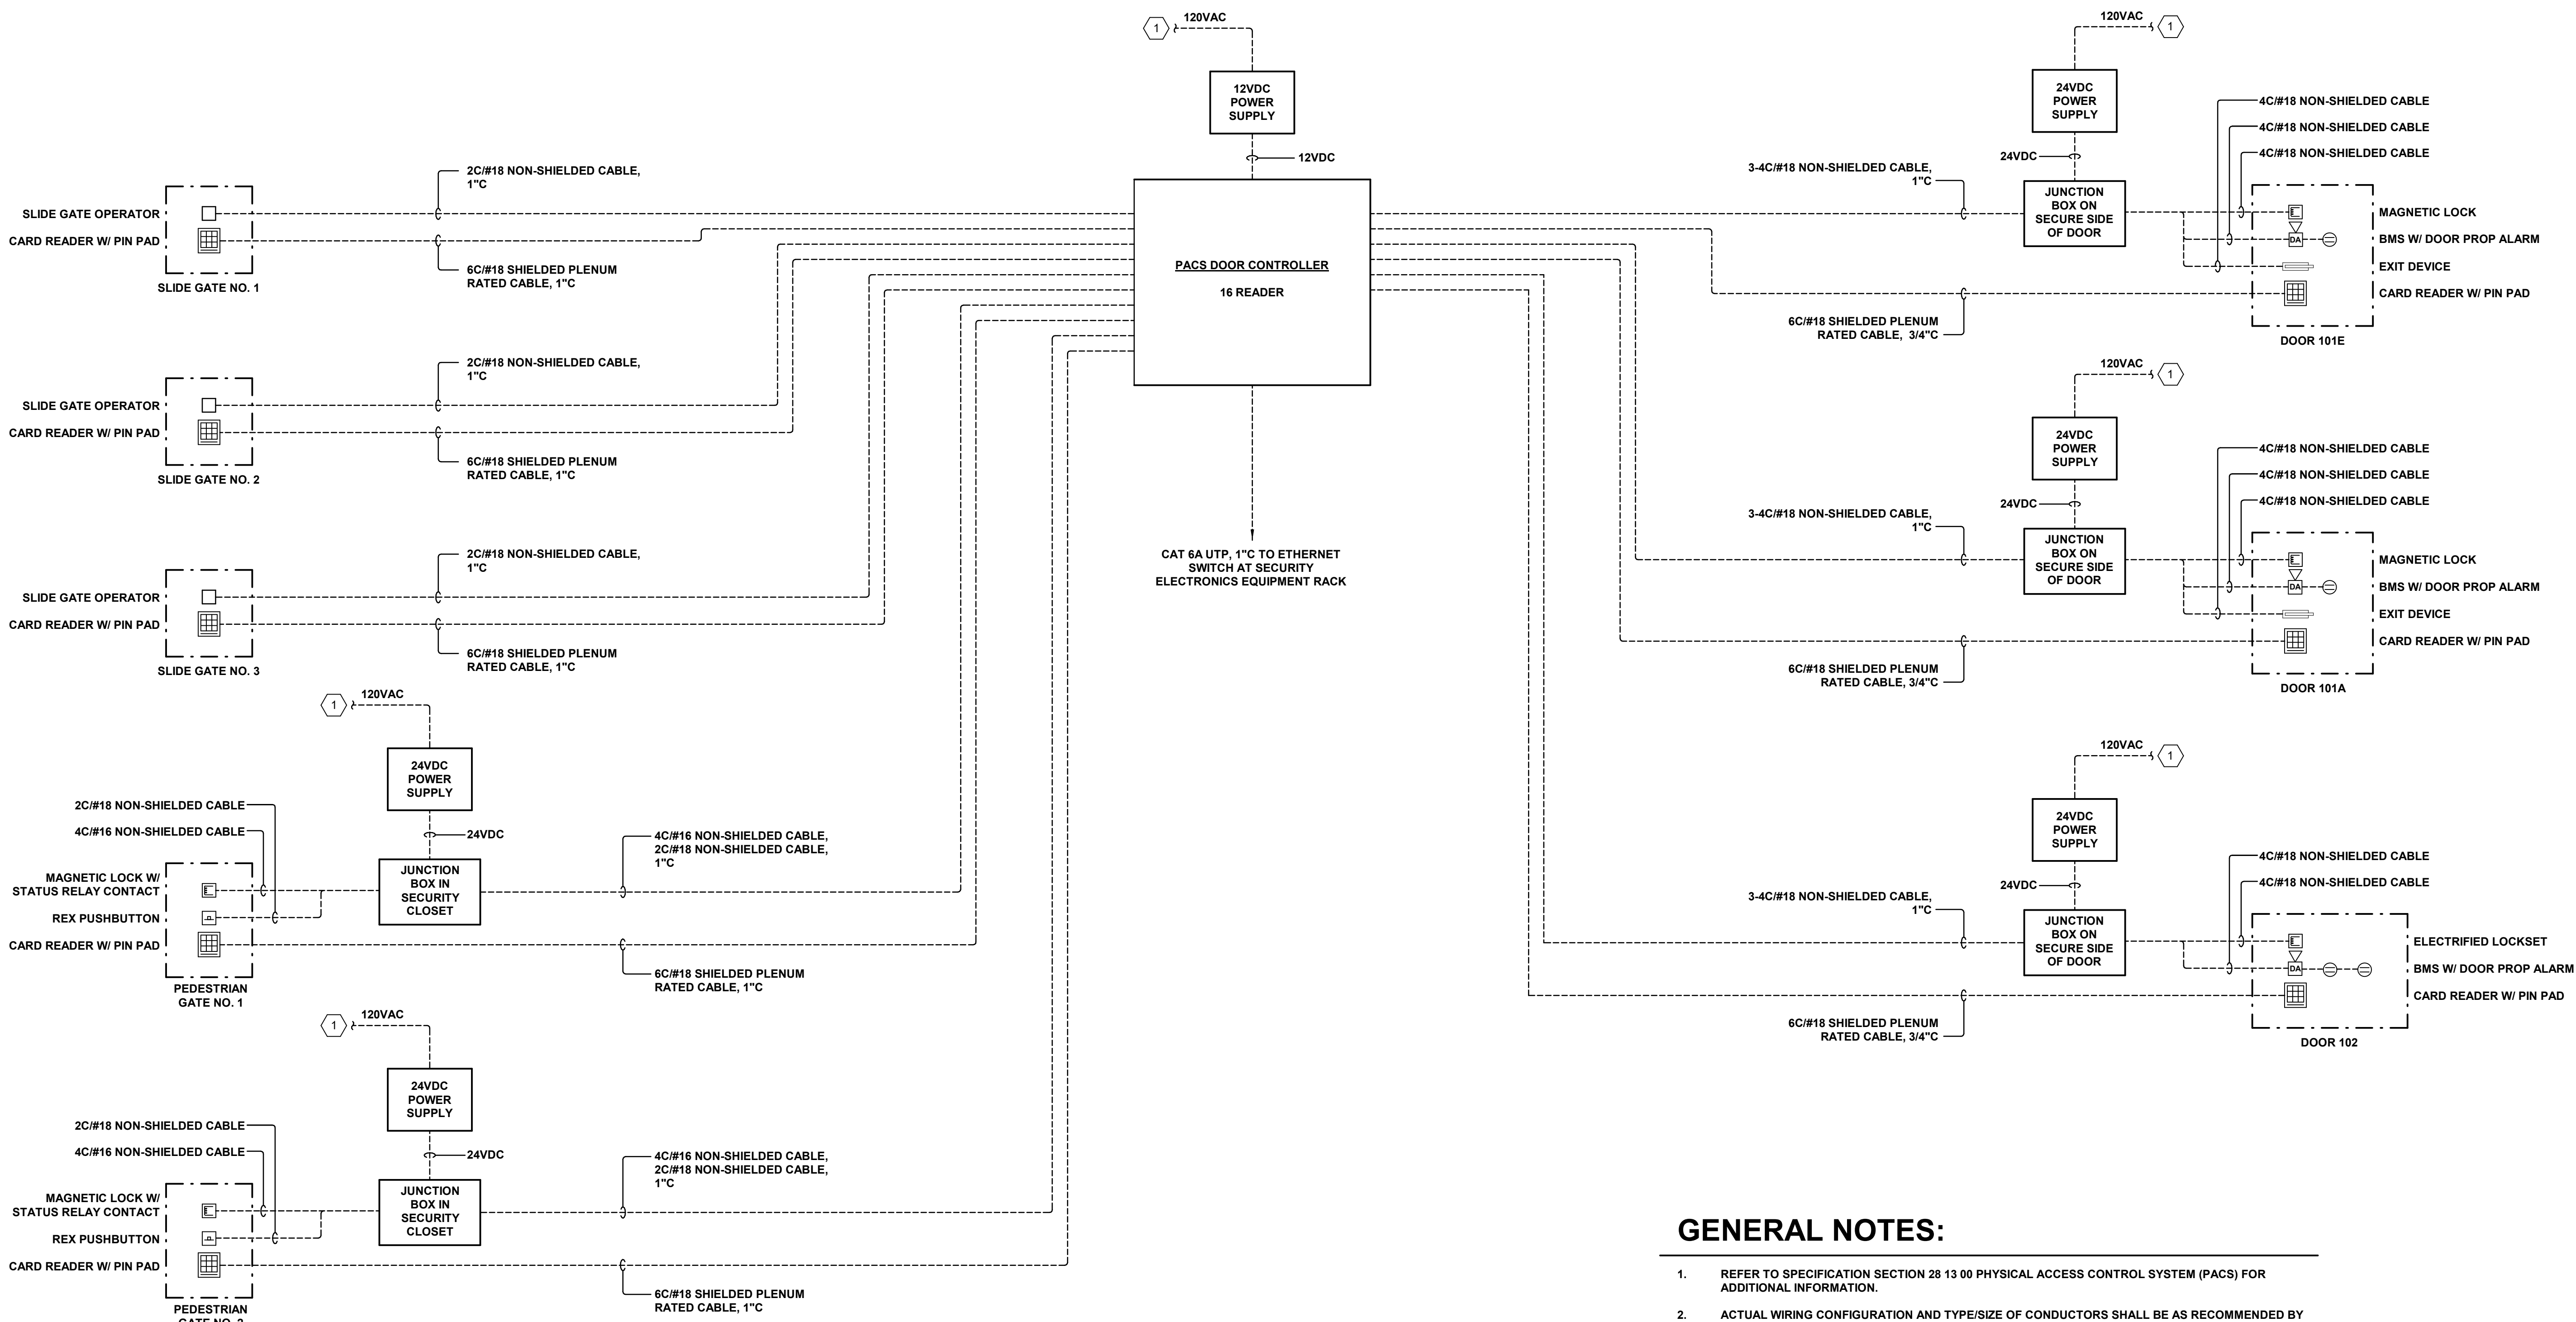 1
120VAC
12VDC
POWER
SUPPLY
12VDC
PACS DOOR CONTROLLER
16 READER
CAT 6A UTP, 1"C TO ETHERNET
SWITCH AT SECURITY
ELECTRONICS EQUIPMENT RACK
2C/#18 NON-SHIELDED CABLE,
1"C
SLIDE GATE OPERATOR
CARD READER W/ PIN PAD
6C/#18 SHIELDED PLENUM
RATED CABLE, 1"C
SLIDE GATE NO. 1
2C/#18 NON-SHIELDED CABLE,
1"C
SLIDE GATE OPERATOR
CARD READER W/ PIN PAD
6C/#18 SHIELDED PLENUM
RATED CABLE, 1"C
SLIDE GATE NO. 2
2C/#18 NON-SHIELDED CABLE,
1"C
SLIDE GATE OPERATOR
CARD READER W/ PIN PAD
6C/#18 SHIELDED PLENUM
RATED CABLE, 1"C
SLIDE GATE NO. 3
1
120VAC
24VDC
POWER
SUPPLY
24VDC
2C/#18 NON-SHIELDED CABLE
4C/#16 NON-SHIELDED CABLE
4C/#16 NON-SHIELDED CABLE,
2C/#18 NON-SHIELDED CABLE,
1"C
MAGNETIC LOCK W/
STATUS RELAY CONTACT
REX PUSHBUTTON
CARD READER W/ PIN PAD
JUNCTION
BOX IN
SECURITY
CLOSET
6C/#18 SHIELDED PLENUM
RATED CABLE, 1"C
PEDESTRIAN
GATE NO. 1
1
120VAC
24VDC
POWER
SUPPLY
24VDC
2C/#18 NON-SHIELDED CABLE
4C/#16 NON-SHIELDED CABLE
4C/#16 NON-SHIELDED CABLE,
2C/#18 NON-SHIELDED CABLE,
1"C
MAGNETIC LOCK W/
STATUS RELAY CONTACT
REX PUSHBUTTON
CARD READER W/ PIN PAD
JUNCTION
BOX IN
SECURITY
CLOSET
6C/#18 SHIELDED PLENUM
RATED CABLE, 1"C
PEDESTRIAN
GATE NO. 2
120VAC
1
24VDC
POWER
SUPPLY
24VDC
4C/#18 NON-SHIELDED CABLE
4C/#18 NON-SHIELDED CABLE
4C/#18 NON-SHIELDED CABLE
3-4C/#18 NON-SHIELDED CABLE,
1"C
JUNCTION
BOX ON
SECURE SIDE
OF DOOR
MAGNETIC LOCK
DA
BMS W/ DOOR PROP ALARM
EXIT DEVICE
CARD READER W/ PIN PAD
6C/#18 SHIELDED PLENUM
RATED CABLE, 3/4"C
DOOR 101E
120VAC
1
24VDC
POWER
SUPPLY
24VDC
4C/#18 NON-SHIELDED CABLE
4C/#18 NON-SHIELDED CABLE
4C/#18 NON-SHIELDED CABLE
3-4C/#18 NON-SHIELDED CABLE,
1"C
JUNCTION
BOX ON
SECURE SIDE
OF DOOR
MAGNETIC LOCK
DA
BMS W/ DOOR PROP ALARM
EXIT DEVICE
CARD READER W/ PIN PAD
6C/#18 SHIELDED PLENUM
RATED CABLE, 3/4"C
DOOR 101A
120VAC
1
24VDC
POWER
SUPPLY
24VDC
4C/#18 NON-SHIELDED CABLE
4C/#18 NON-SHIELDED CABLE
3-4C/#18 NON-SHIELDED CABLE,
1"C
JUNCTION
BOX ON
SECURE SIDE
OF DOOR
ELECTRIFIED LOCKSET
DA
BMS W/ DOOR PROP ALARM
CARD READER W/ PIN PAD
6C/#18 SHIELDED PLENUM
RATED CABLE, 3/4"C
DOOR 102
GENERAL NOTES:
1. REFER TO SPECIFICATION SECTION 28 13 00 PHYSICAL ACCESS CONTROL SYSTEM (PACS) FOR
ADDITIONAL INFORMATION.
2. ACTUAL WIRING CONFIGURATION AND TYPE/SIZE OF CONDUCTORS SHALL BE AS RECOMMENDED BY